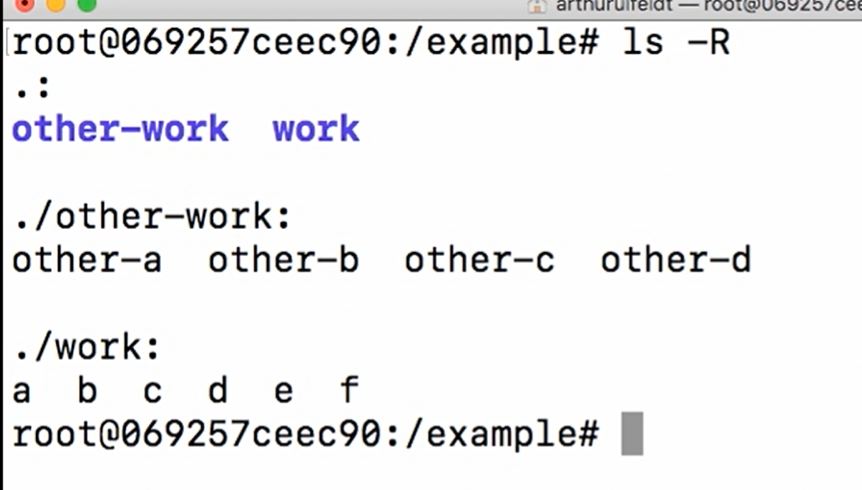 arthurulfeldt — root@069257cee
root@069257ceec90:/example# ls -R
.:
other-work  work
./other-work:
other-a  other-b  other-c  other-d
./work:
a  b  c  d  e  f
root@069257ceec90:/example#